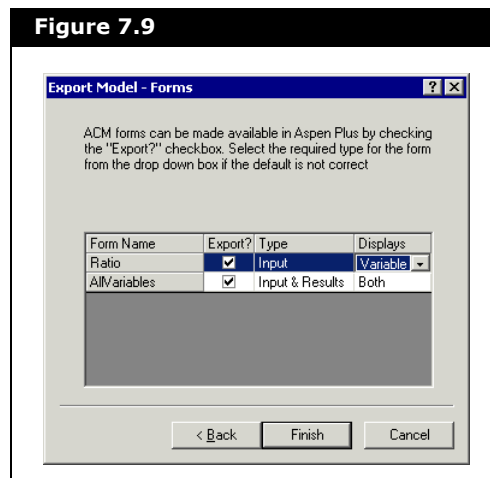 Figure 7.9
Export Model - Forms
ACM forms can be made available in Aspen Plus by checking
the "Export?" checkbox. Select the required type for the form
from the drop down box if the default is not correct
Form Name Export? Type Displays
Ratio Input Variable
AllVariables Input & Results Both
< Back Finish Cancel